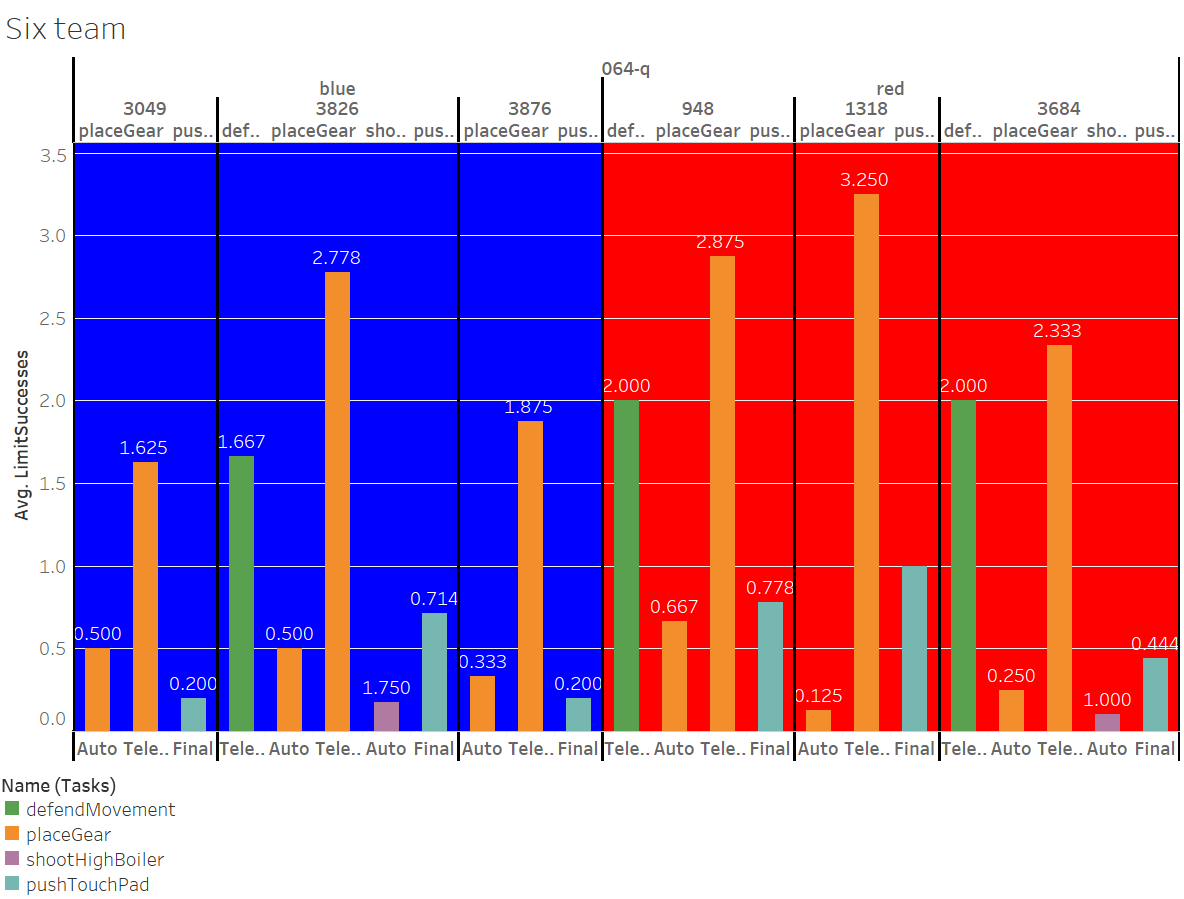 Six team
064-q
blue red
3049 3826 3876 948 1318 3684
placeGear pus.. def.. placeGear sho.. pus.. placeGear pus.. def.. placeGear pus.. placeGear pus.. def.. placeGear sho.. pus..
3.5
3.250
3.0
2.875
2.778
2.5
2.333
2.0
2.000
2.000
1.875
1.667
1.625
1.5
1.0
0.778
0.714
0.667
0.500
0.500
0.5
0.444
0.333
0.250
0.200
1.750
0.200
0.125
1.000
0.0
Avg. LimitSuccesses
Auto Tele.. Final Tele.. Auto Tele.. Auto Final Auto Tele.. Final Tele.. Auto Tele.. Final Auto Tele.. Final Tele.. Auto Tele.. Auto Final
Name (Tasks)
defendMovement
placeGear
shootHighBoiler
pushTouchPad